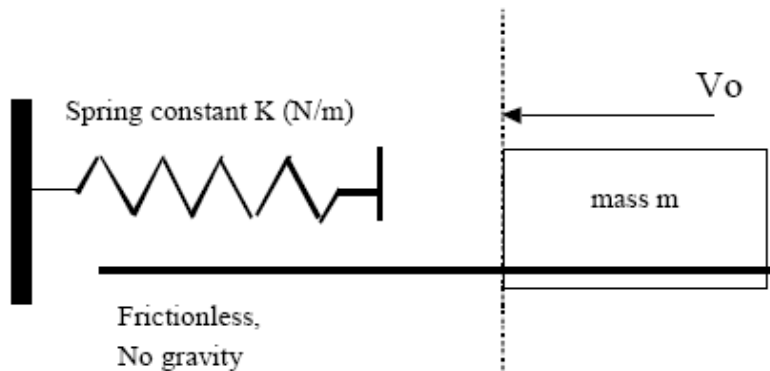 Vo
Spring constant K (N/m)
mass m
Frictionless,
No gravity